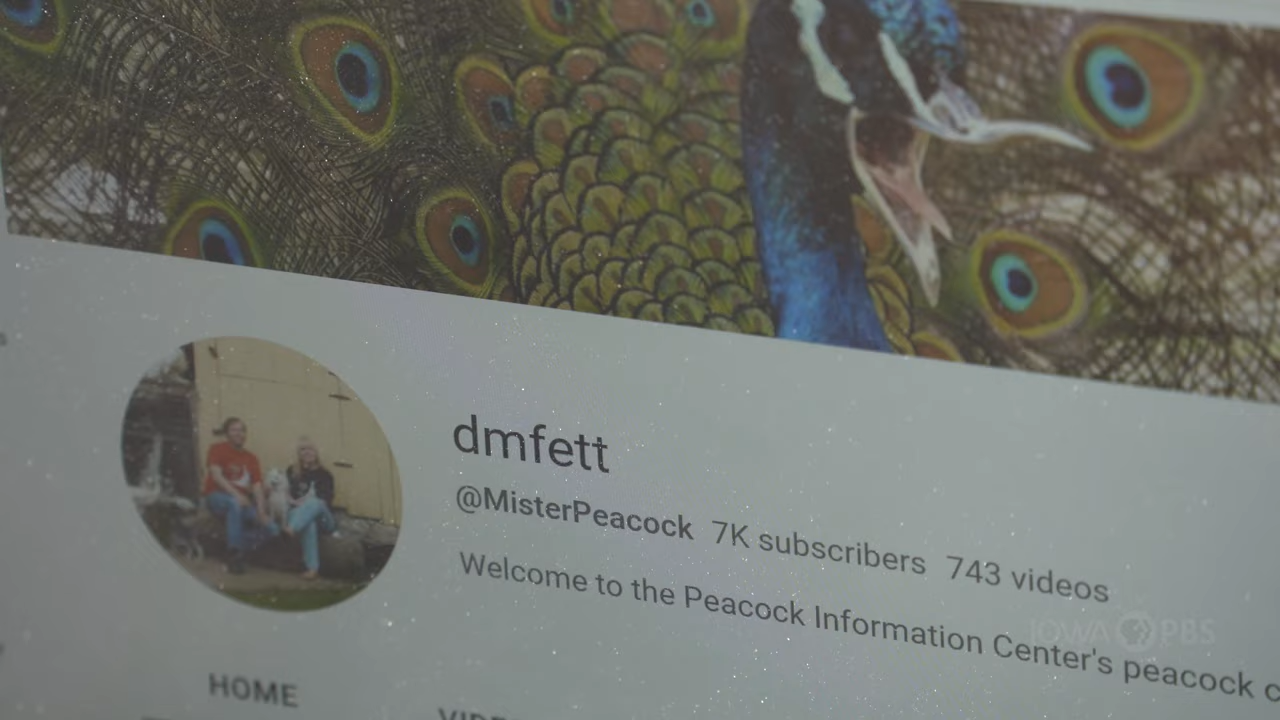 dmfett
@MisterPeacock 7K subscribers 743 videos
Welcome to the Peacock Information Center's peacock c
IOWA PBS
HOME